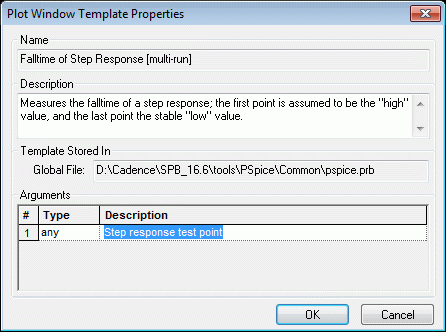 Plot Window Template Properties
Name
Falltime of Step Response [multi-run]
Description
Measures the falltime of a step response; the first point is assumed to be the "high"
value, and the last point the stable "low" value.
Template Stored In
Global File: D:\Cadence\SPB_16.6\tools\PSpice\Common\pspice.prb
Arguments
# Type Description
1 any Step response test point
OK Cancel